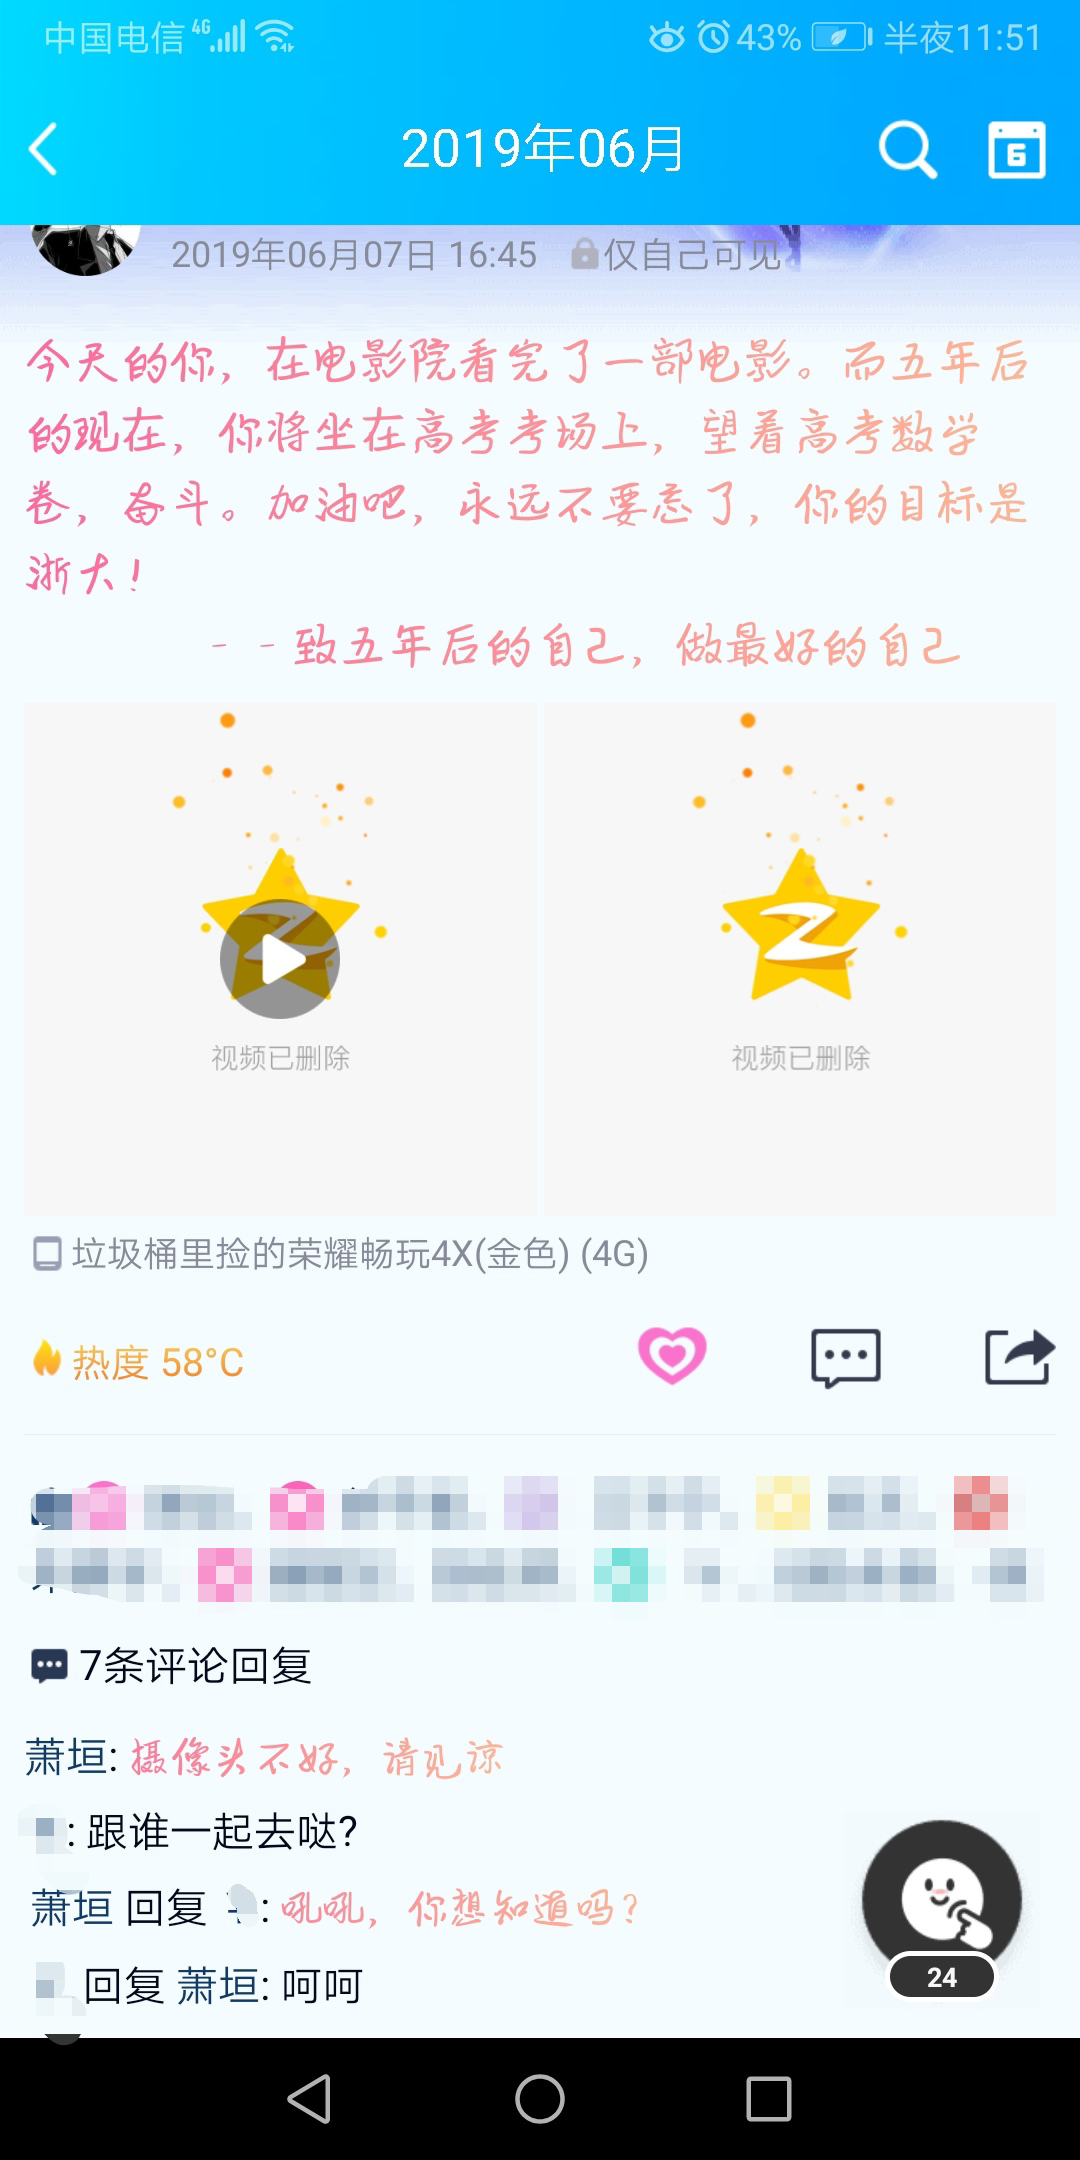 中国电信 4G 43% 半夜11:51
2019年06月
6
2019年06月07日 16:45 仅自己可见
今天的你，在电影院看完了一部电影。而五年后
的现在，你将坐在高考考场上，望着高考数学
卷，奋斗。加油吧，永远不要忘了，你的目标是
浙大！
--致五年后的自己，做最好的自己
视频已删除 视频已删除
垃圾桶里捡的荣耀畅玩4X(金色) (4G)
热度 58°C
7条评论回复
萧垣: 摄像头不好，请见谅
: 跟谁一起去哒?
萧垣 回复 : 吼吼，你想知道吗？
回复 萧垣: 呵呵
24